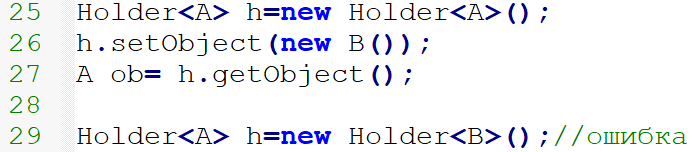 25 Holder<A> h=new Holder<A>();
26 h.setObject(new B());
27 A ob= h.getObject();
28
29 Holder<A> h=new Holder<B>();//ошибка